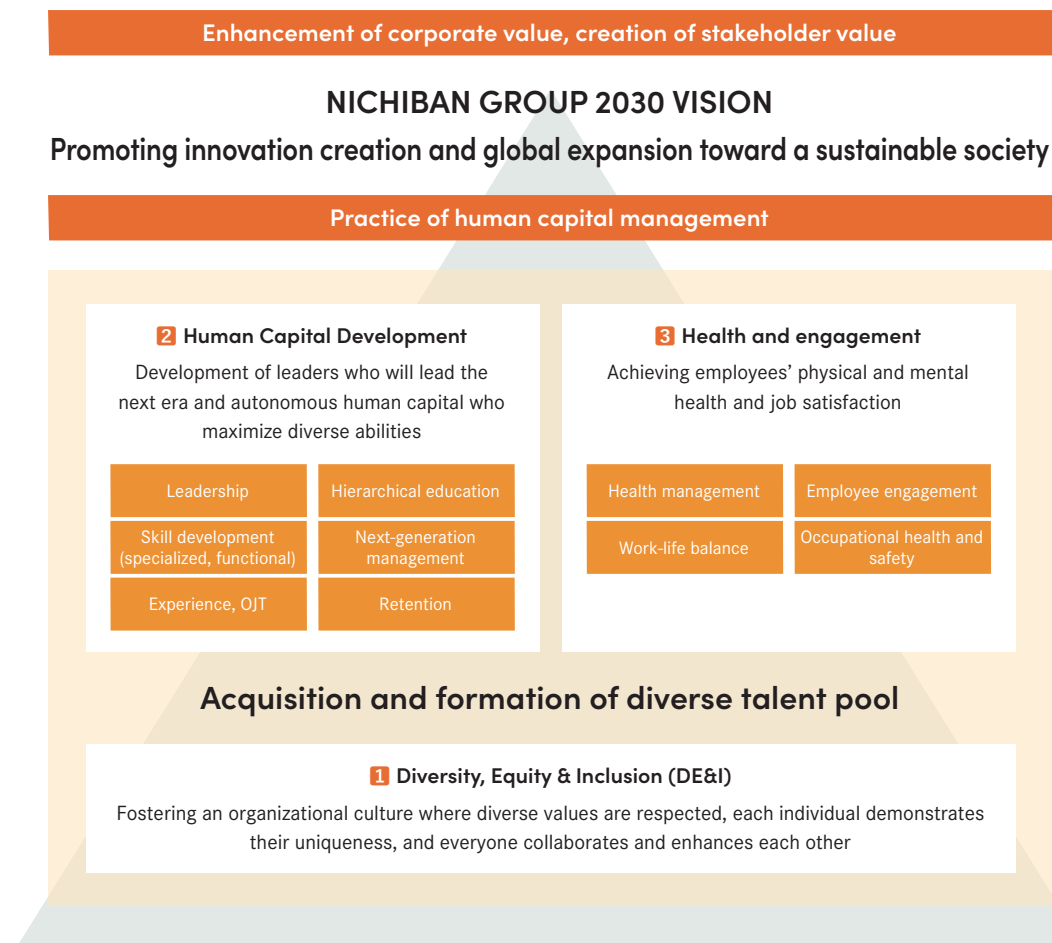 Enhancement of corporate value, creation of stakeholder value
NICHIBAN GROUP 2030 VISION
Promoting innovation creation and global expansion toward a sustainable society
Practice of human capital management
2 Human Capital Development
Development of leaders who will lead the
next era and autonomous human capital who
maximize diverse abilities
Leadership
Hierarchical education
Skill development
(specialized, functional)
Next-generation
management
Experience, OJT
Retention
3 Health and engagement
Achieving employees’ physical and mental
health and job satisfaction
Health management
Employee engagement
Work-life balance
Occupational health and
safety
Acquisition and formation of diverse talent pool
1 Diversity, Equity & Inclusion (DE&I)
Fostering an organizational culture where diverse values are respected, each individual demonstrates
their uniqueness, and everyone collaborates and enhances each other